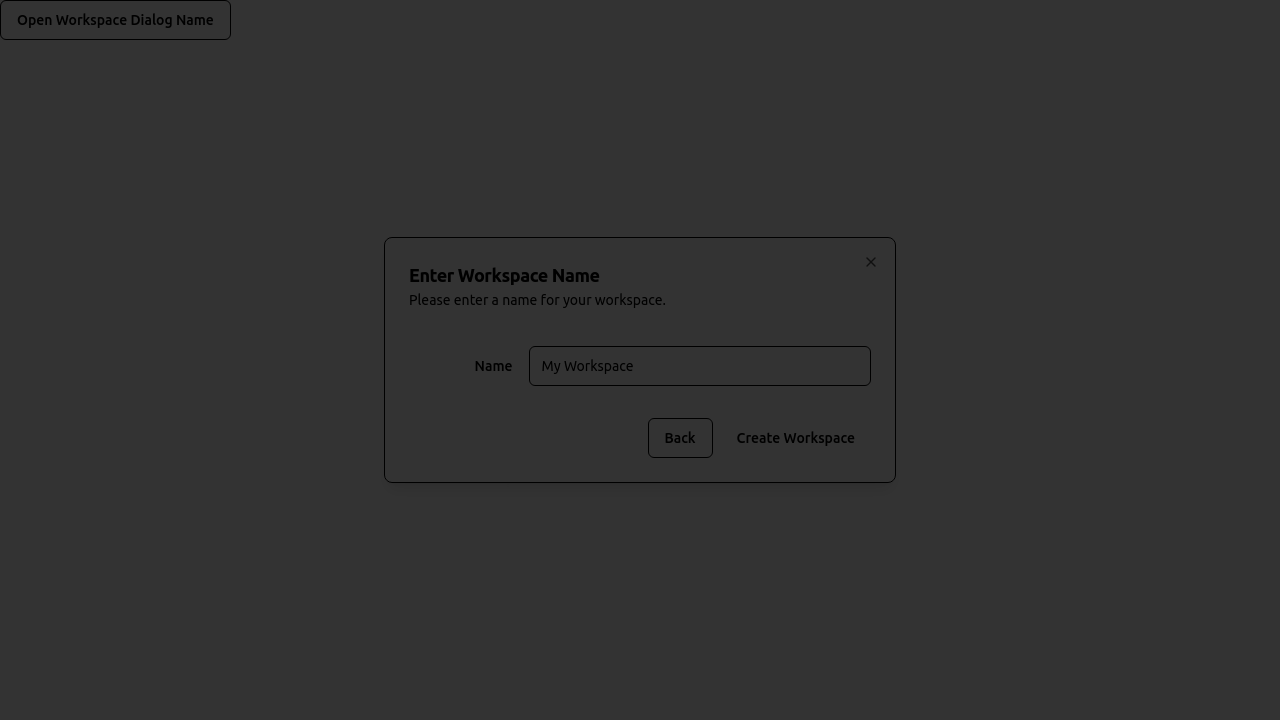 Open Workspace Dialog Name
Enter Workspace Name
Please enter a name for your workspace.
Name
My Workspace
Back
Create Workspace